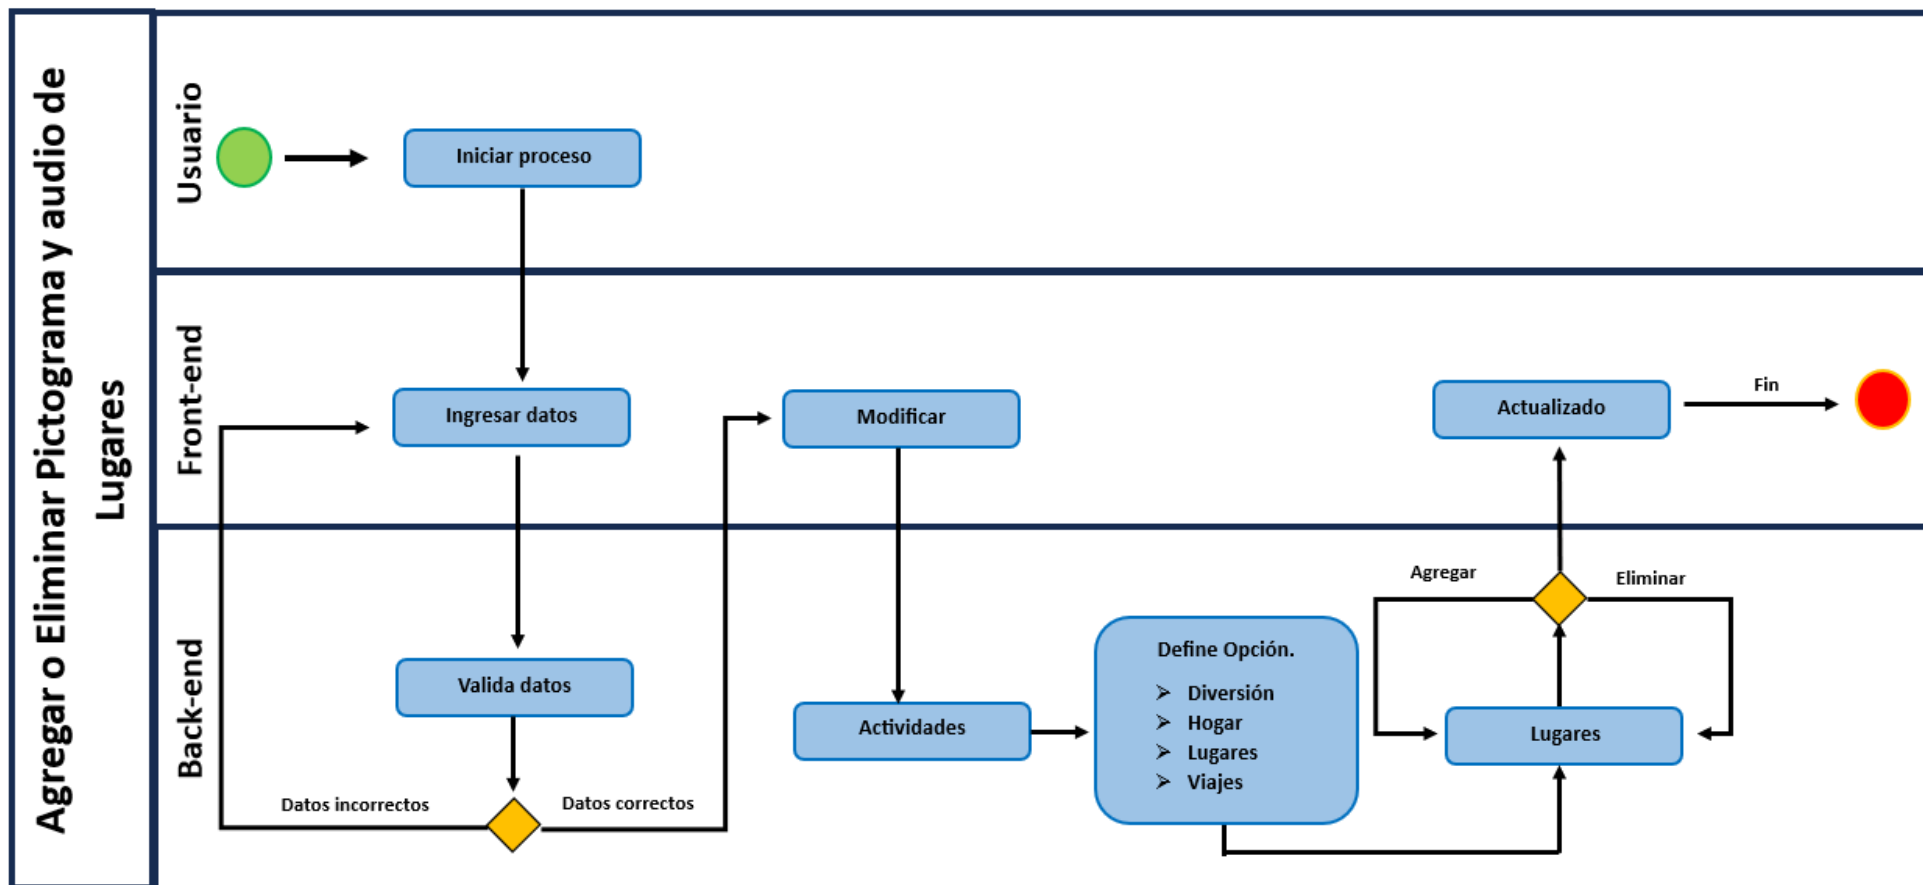 Agregar o Eliminar Pictograma y audio de
Lugares
Usuario
Iniciar proceso
Front-end
Ingresar datos
Modificar
Actualizado
Fin
Back-end
Valida datos
Datos incorrectos
Datos correctos
Actividades
Define Opción.
➢ Diversión
➢ Hogar
➢ Lugares
➢ Viajes
Agregar
Eliminar
Lugares